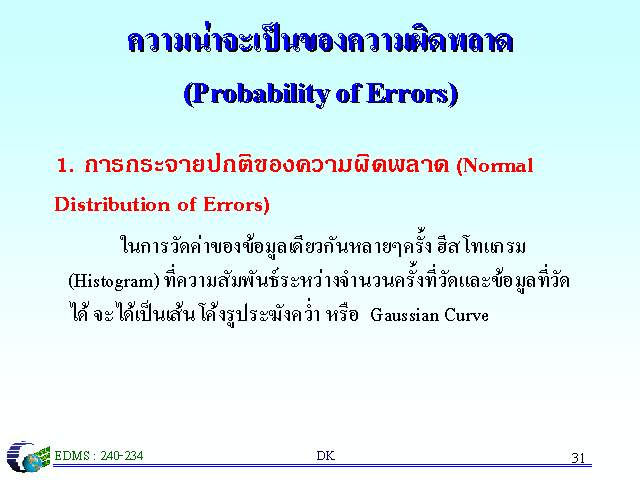 ความน่าจะเป็นของความผิดพลาด
(Probability of Errors)
1. การกระจายปกติของความผิดพลาด (Normal
Distribution of Errors)
ในการวัดค่าของข้อมูลเดียวกันหลายๆครั้ง ฮีสโทแกรม
(Histogram) ที่ความสัมพันธ์ระหว่างจำนวนครั้งที่วัดและข้อมูลที่วัด
ได้ จะได้เป็นเส้นโค้งรูประฆังคว่ำ หรือ Gaussian Curve
EDMS : 240-234 DK 31